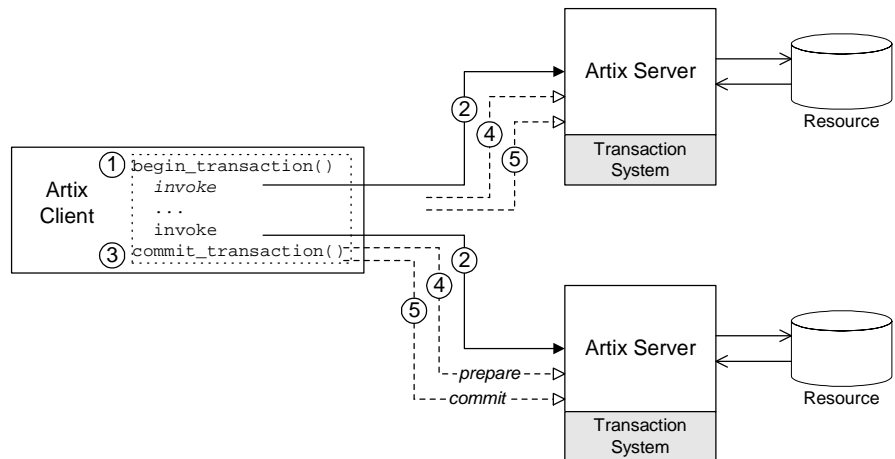 Artix Server
Resource
Transaction
System
2
4
5
Artix
Client
1
begin_transaction()
invoke
...
invoke
3
commit_transaction()
2
4
5
Artix Server
prepare
commit
Resource
Transaction
System